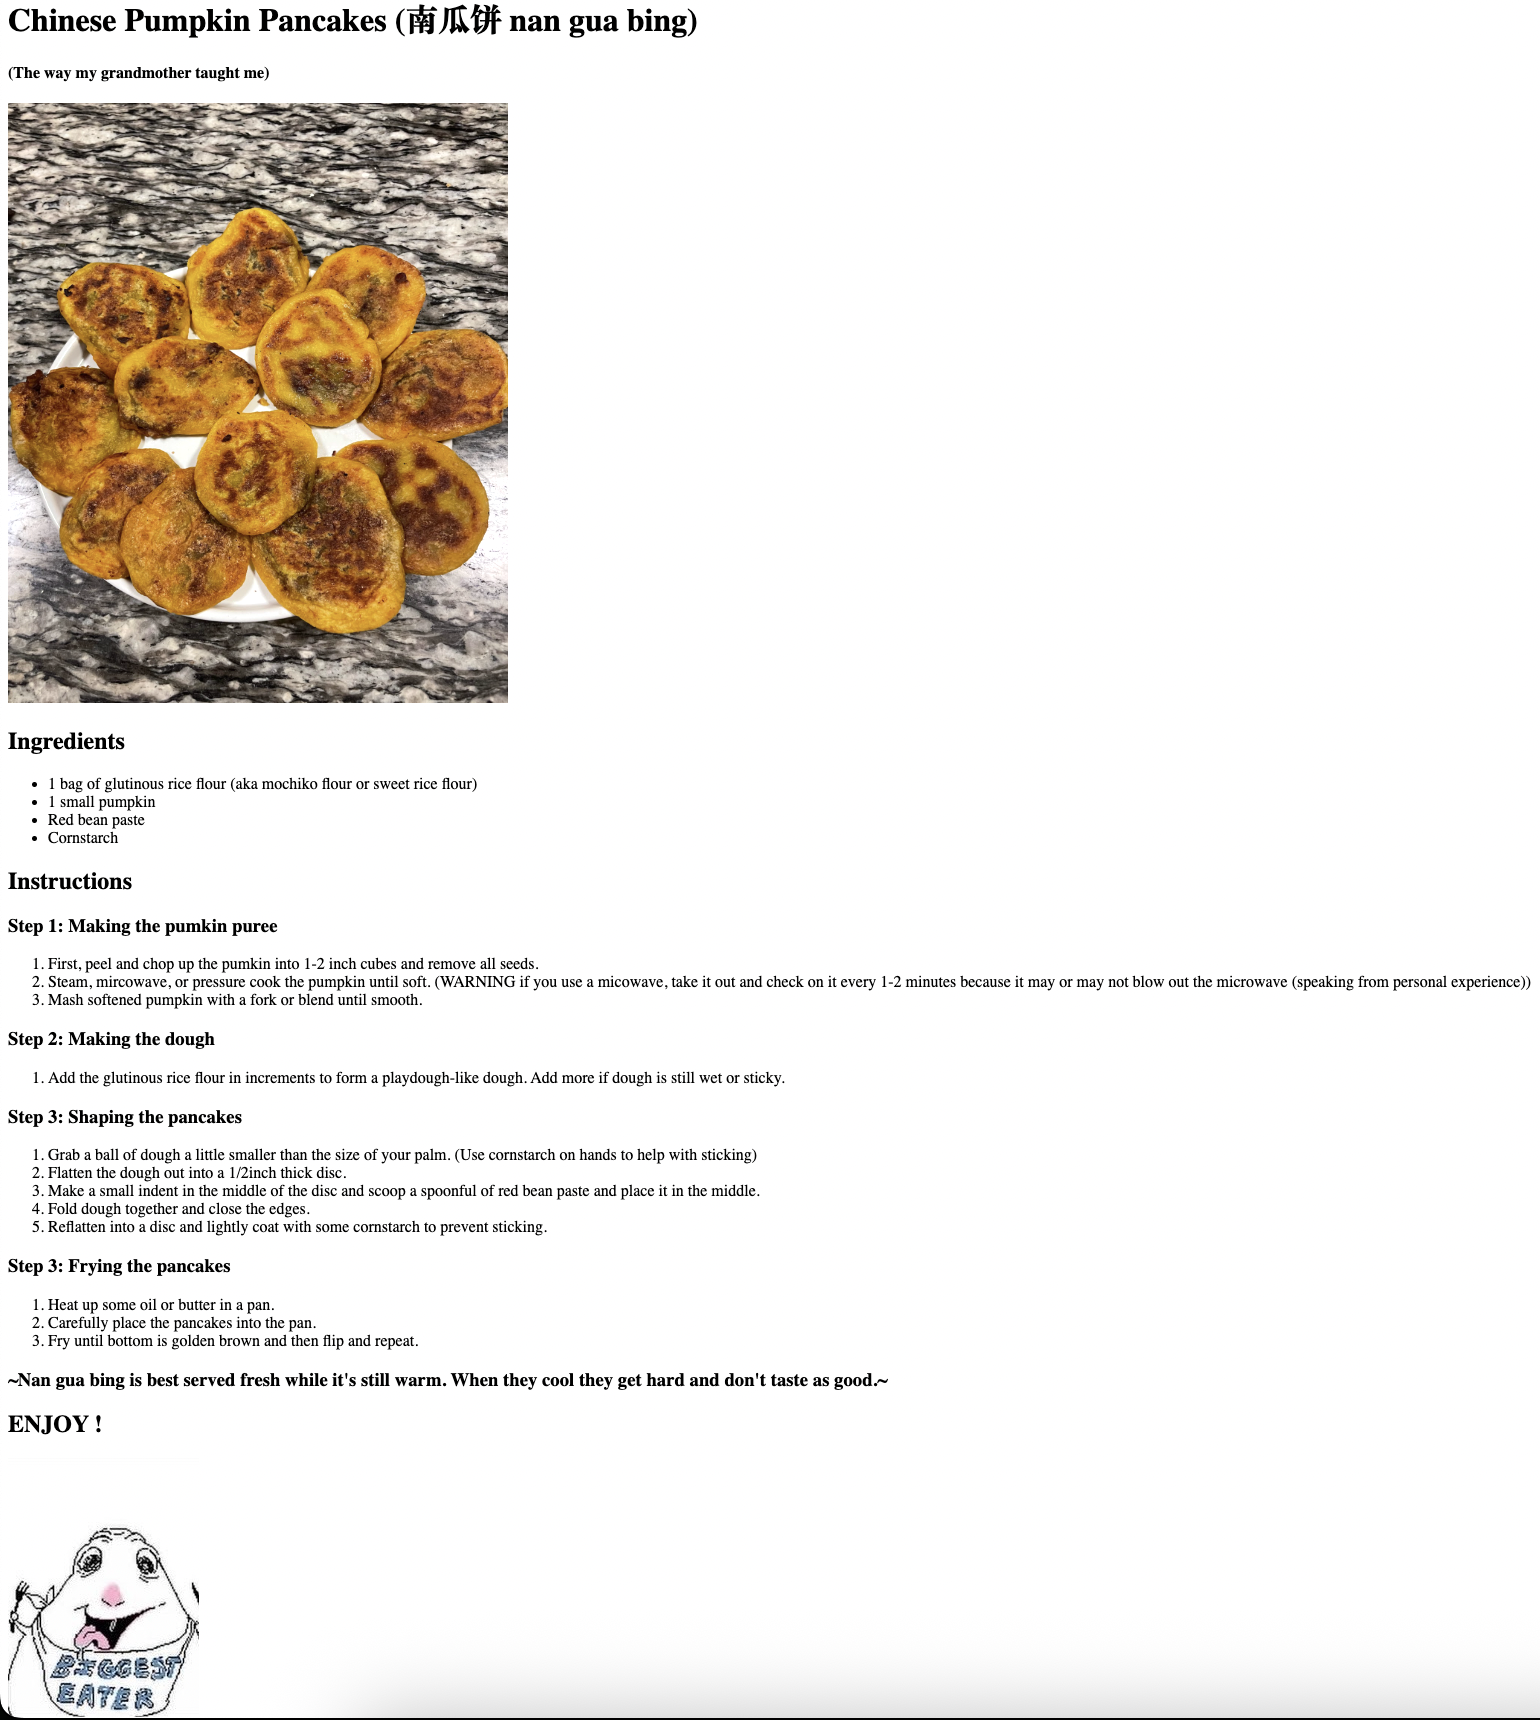 Chinese Pumpkin Pancakes (南瓜饼 nan gua bing)
(The way my grandmother taught me)
Ingredients
• 1 bag of glutinous rice flour (aka mochiko flour or sweet rice flour)
• 1 small pumpkin
• Red bean paste
• Cornstarch
Instructions
Step 1: Making the pumkin puree
1. First, peel and chop up the pumkin into 1-2 inch cubes and remove all seeds.
2. Steam, mircowave, or pressure cook the pumpkin until soft. (WARNING if you use a micowave, take it out and check on it every 1-2 minutes because it may or may not blow out the microwave (speaking from personal experience))
3. Mash softened pumpkin with a fork or blend until smooth.
Step 2: Making the dough
1. Add the glutinous rice flour in increments to form a playdough-like dough. Add more if dough is still wet or sticky.
Step 3: Shaping the pancakes
1. Grab a ball of dough a little smaller than the size of your palm. (Use cornstarch on hands to help with sticking)
2. Flatten the dough out into a 1/2inch thick disc.
3. Make a small indent in the middle of the disc and scoop a spoonful of red bean paste and place it in the middle.
4. Fold dough together and close the edges.
5. Reflatten into a disc and lightly coat with some cornstarch to prevent sticking.
Step 3: Frying the pancakes
1. Heat up some oil or butter in a pan.
2. Carefully place the pancakes into the pan.
3. Fry until bottom is golden brown and then flip and repeat.
~Nan gua bing is best served fresh while it's still warm. When they cool they get hard and don't taste as good.~
ENJOY !
BIGGEST
EATER